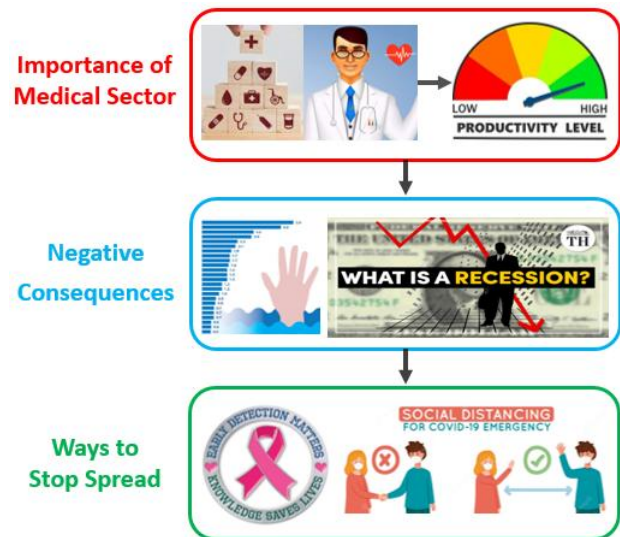 Importance of
Medical Sector
LOW
HIGH
PRODUCTIVITY LEVEL
Negative
Consequences
TH
WHAT IS A RECESSION?
Ways to
Stop Spread
EARLY DETECTION MATTERS
KNOWLEDGE SAVES LIVES
SOCIAL DISTANCING
FOR COVID-19 EMERGENCY